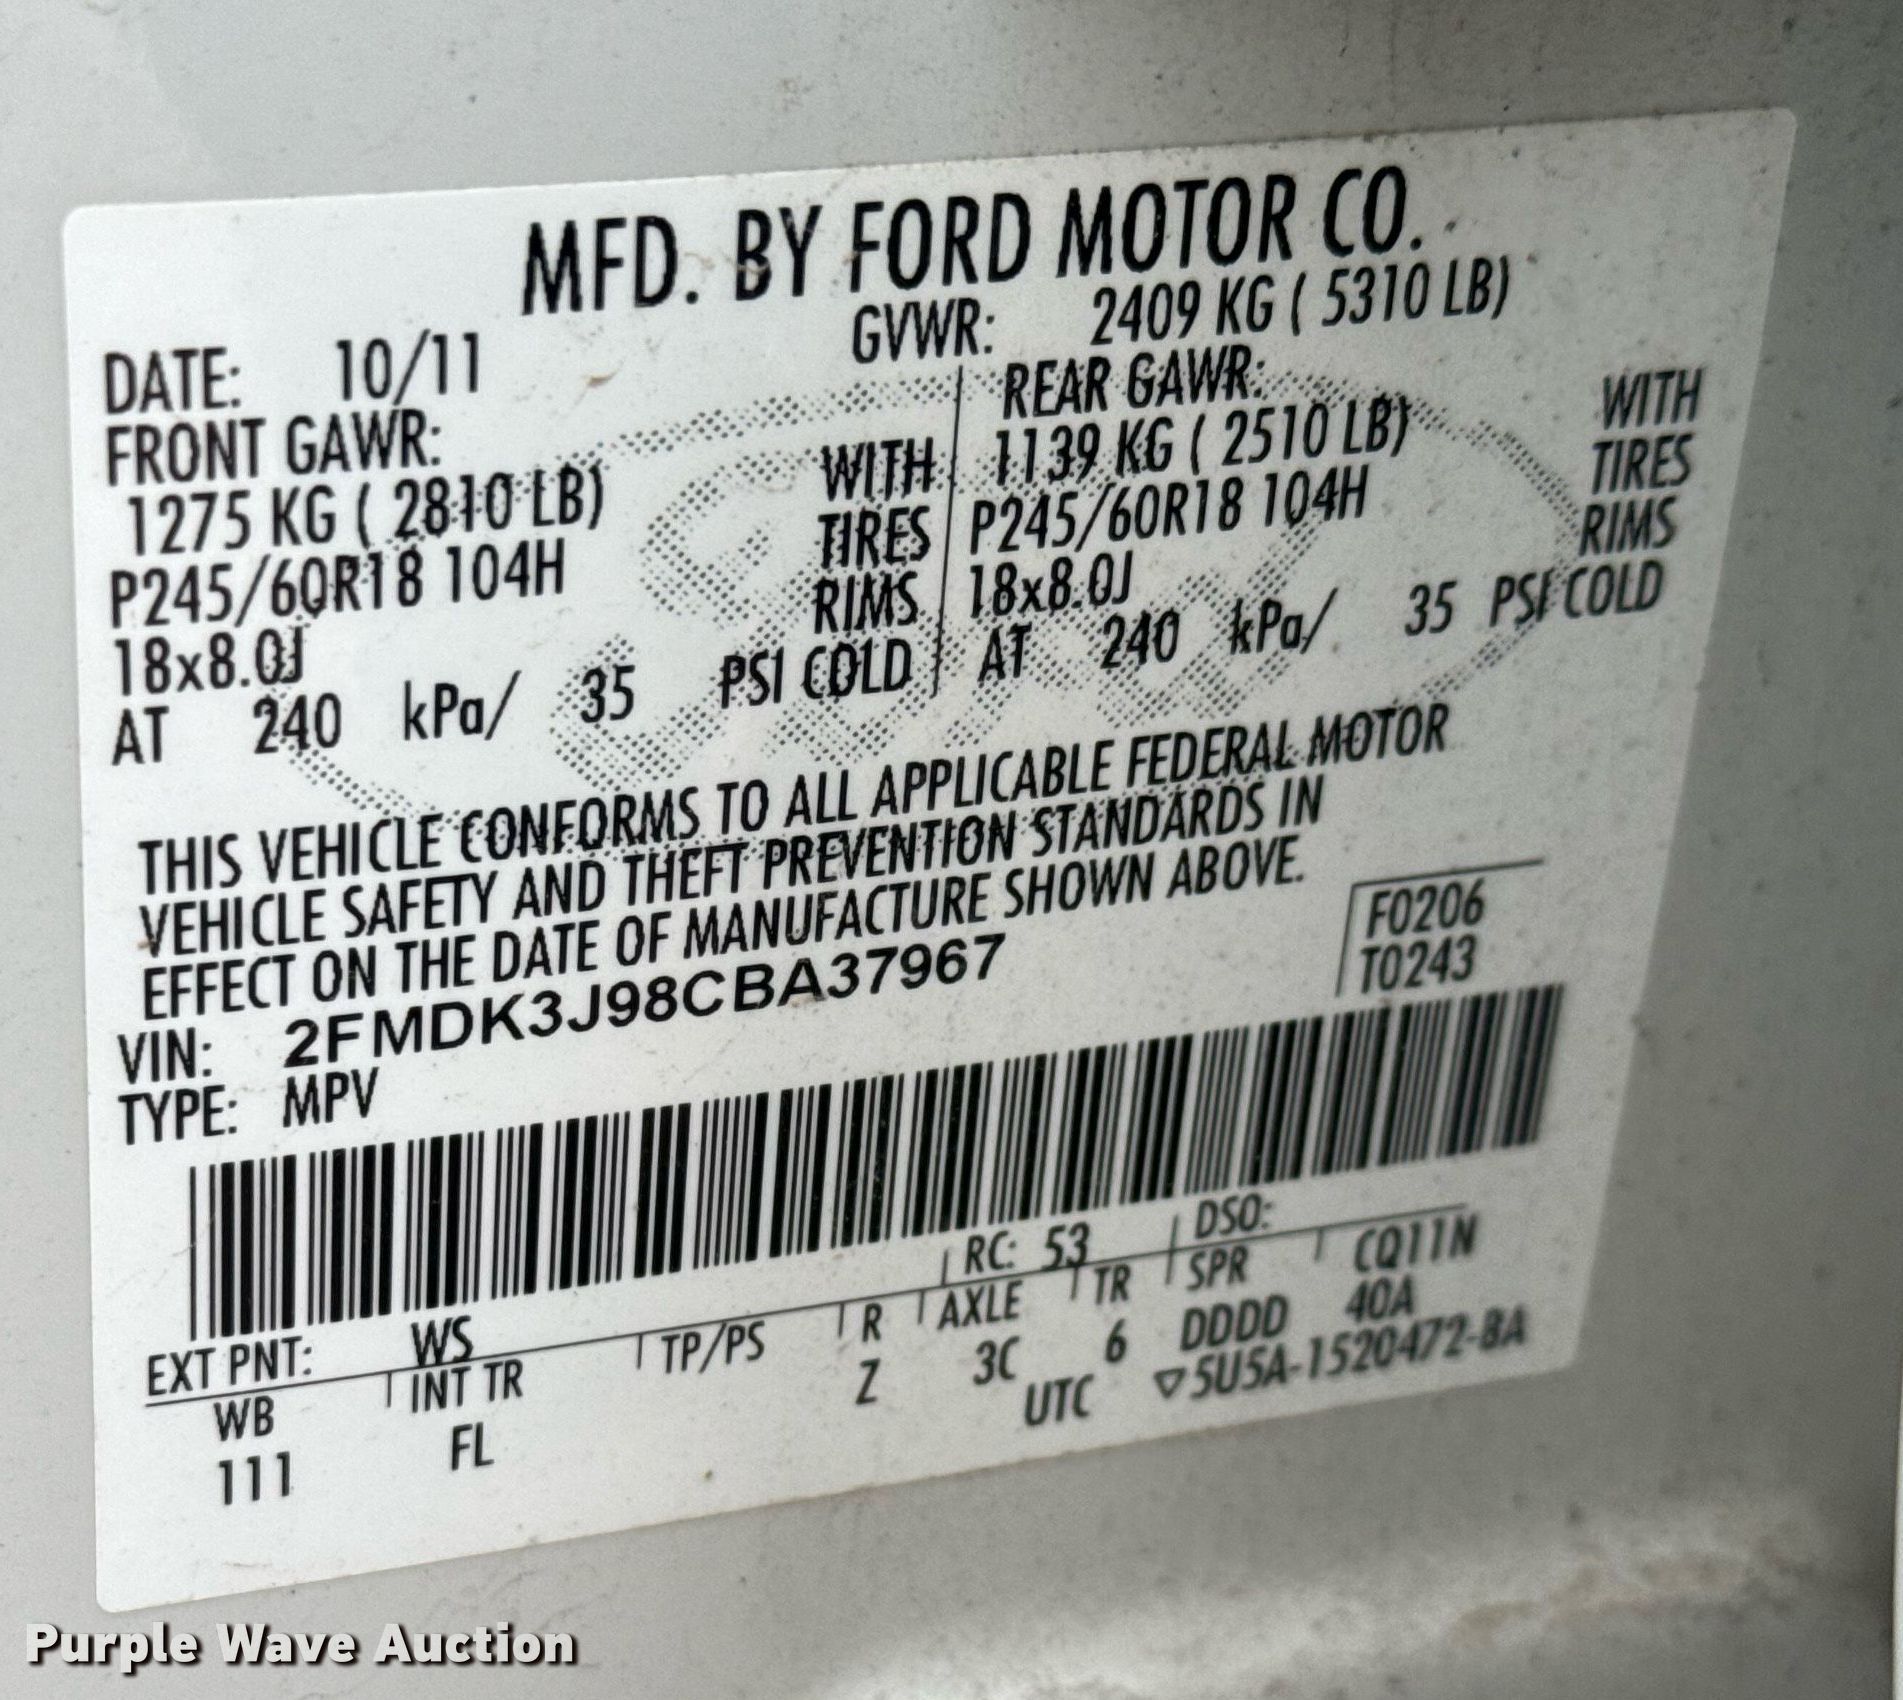 MFD. BY FORD MOTOR CO.
DATE: 10/11 GVWR: 2409 KG ( 5310 LB)
FRONT GAWR: REAR GAWR:
1275 KG ( 2810 LB) WITH 1139 KG ( 2510 LB) WITH
P245/60R18 104H TIRES P245/60R18 104H TIRES
18x8.0J RIMS 18x8.0J RIMS
AT 240 kPa/ 35 PSI COLD AT 240 kPa/ 35 PSI COLD
THIS VEHICLE CONFORMS TO ALL APPLICABLE FEDERAL MOTOR
VEHICLE SAFETY AND THEFT PREVENTION STANDARDS IN
EFFECT ON THE DATE OF MANUFACTURE SHOWN ABOVE.
F0206
T0243
VIN: 2FMDK3J98CBA37967
TYPE: MPV
EXT PNT: WS RC: 53 DSO:
WB INT TR TP/PS R AXLE TR SPR CQ11N
111 FL Z 3C 6 DDDD 40A
UTC ▽5U5A-1520472-BA
Purple Wave Auction